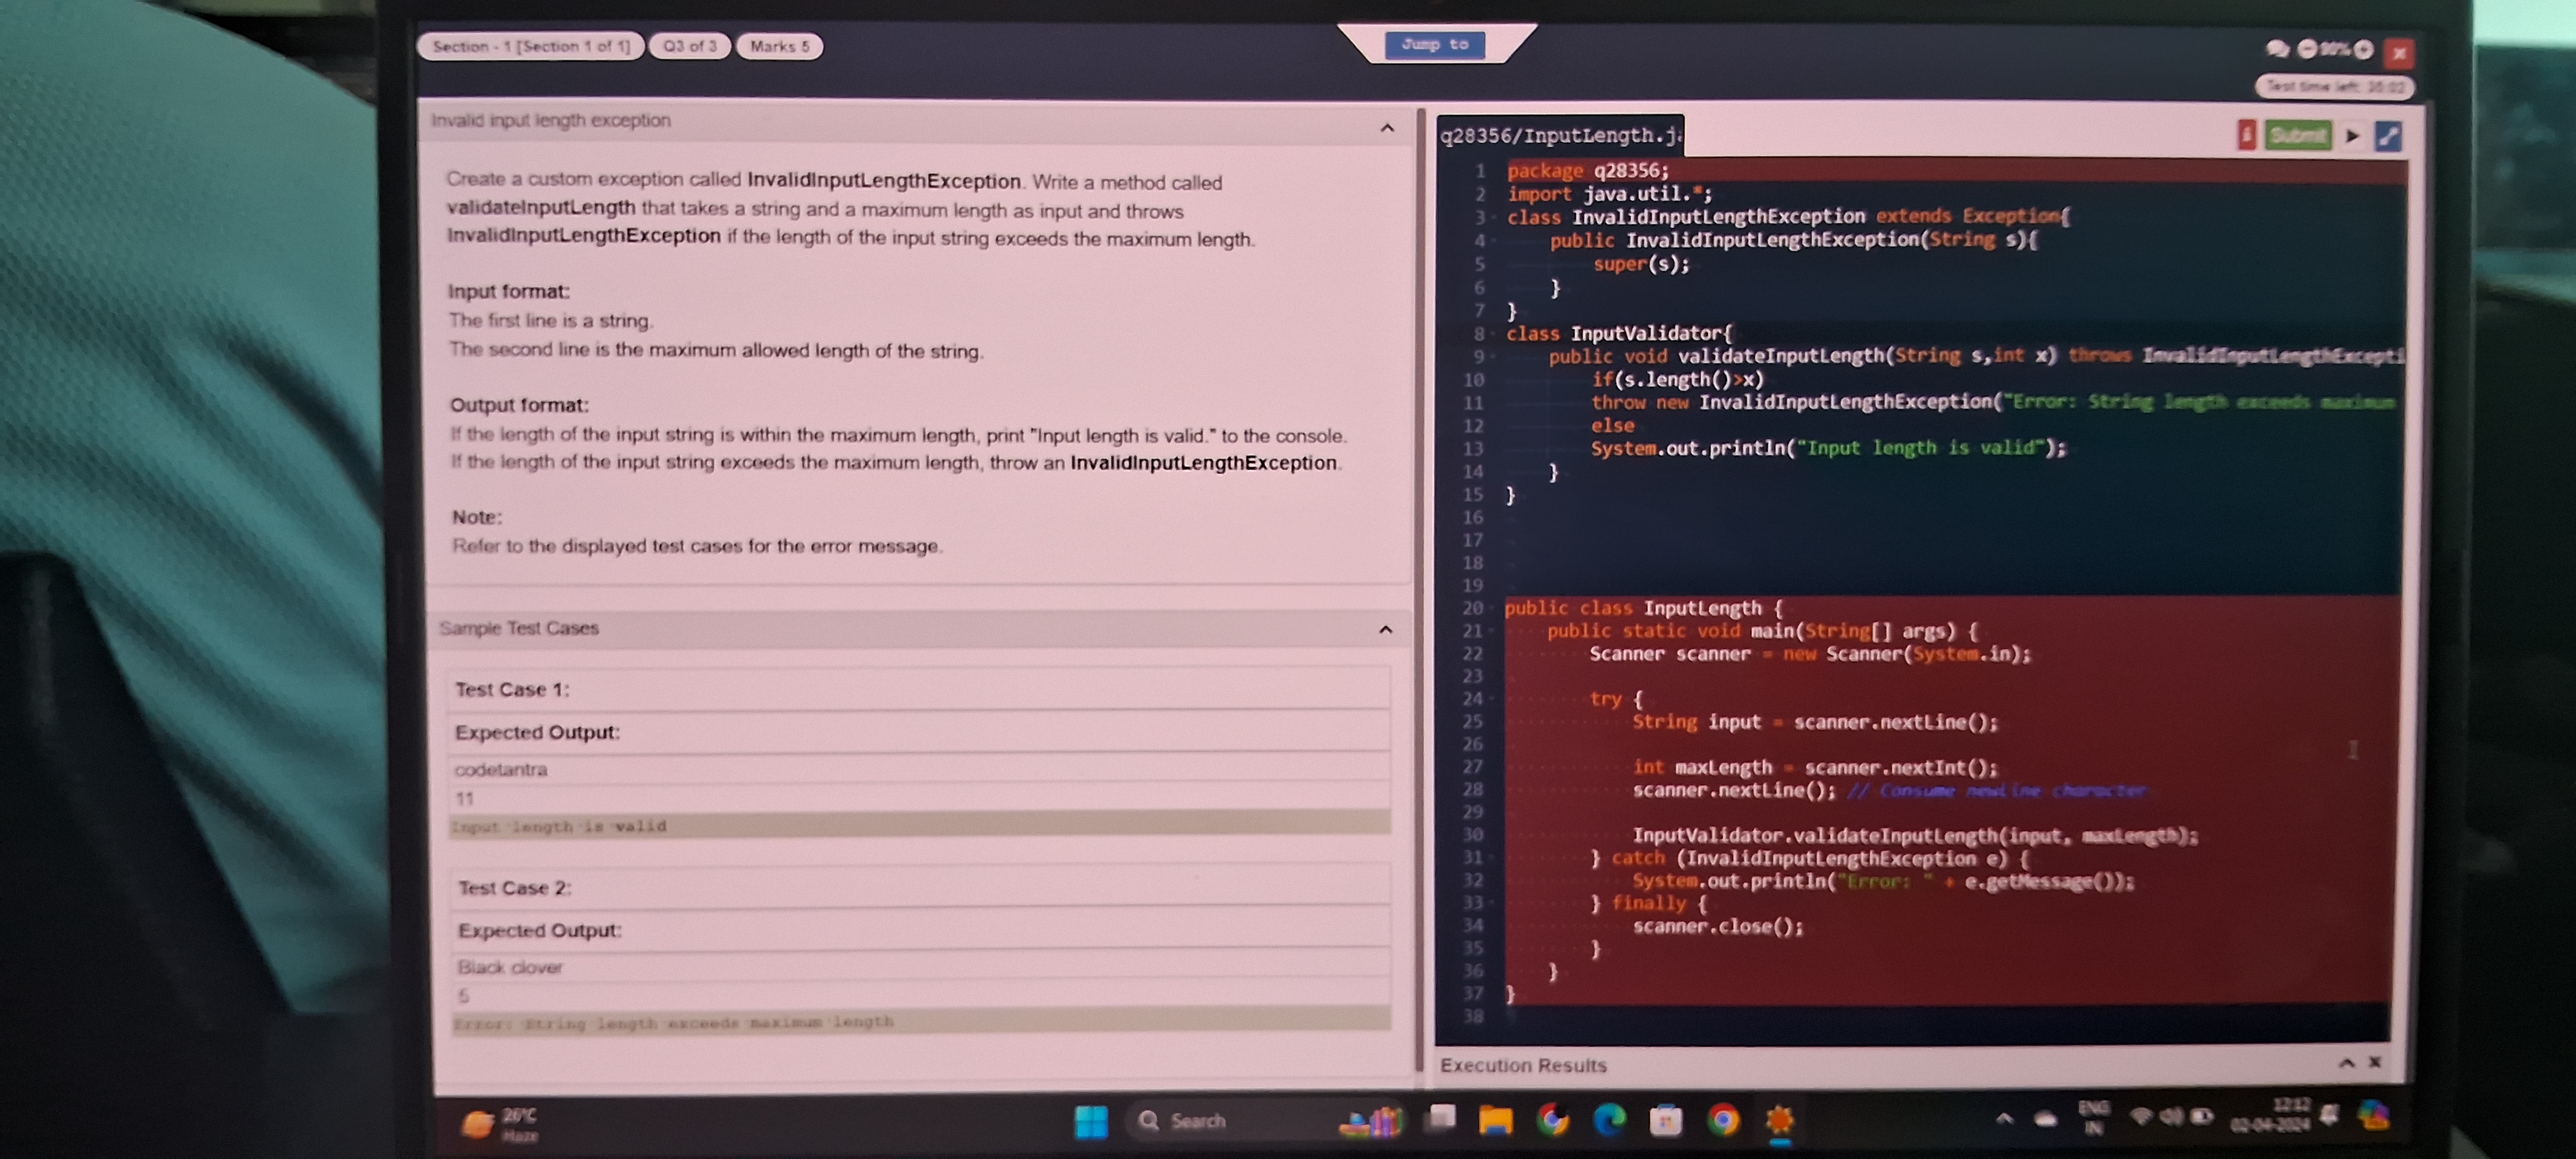 Section - 1 [Section 1 of 1] Q3 of 3 Marks 5
Jump to
90%
Test time left:
Invalid input length exception
Create a custom exception called InvalidInputLengthException. Write a method called
validateInputLength that takes a string and a maximum length as input and throws
InvalidInputLengthException if the length of the input string exceeds the maximum length.
Input format:
The first line is a string.
The second line is the maximum allowed length of the string.
Output format:
If the length of the input string is within the maximum length, print "Input length is valid." to the console.
If the length of the input string exceeds the maximum length, throw an InvalidInputLengthException.
Note:
Refer to the displayed test cases for the error message.
Sample Test Cases
Test Case 1:
Expected Output:
codetantra
11
Input length is valid
Test Case 2:
Expected Output:
Black clover
5
Error: String length exceeds maximum length
q28356/InputLength.j
Submit
1 package q28356;
2 import java.util.*;
3 class InvalidInputLengthException extends Exception{
4 public InvalidInputLengthException(String s){
5 super(s);
6 }
7 }
8 class InputValidator{
9 public void validateInputLength(String s,int x) throws InvalidInputLengthExcepti
10 if(s.length()>x)
11 throw new InvalidInputLengthException("Error: String length exceeds maximum
12 else
13 System.out.println("Input length is valid");
14 }
15 }
16
17
18
19
20 public class InputLength {
21 public static void main(String[] args) {
22 Scanner scanner = new Scanner(System.in);
23
24 try {
25 String input = scanner.nextLine();
26
27 int maxLength = scanner.nextInt();
28 scanner.nextLine(); // Consume newline character
29
30 InputValidator.validateInputLength(input, maxLength);
31 } catch (InvalidInputLengthException e) {
32 System.out.println("Error: " + e.getMessage());
33 } finally {
34 scanner.close();
35 }
36 }
37 }
38
Execution Results
26°C
Haze
Search
ENG
IN
12:12
02-04-2024